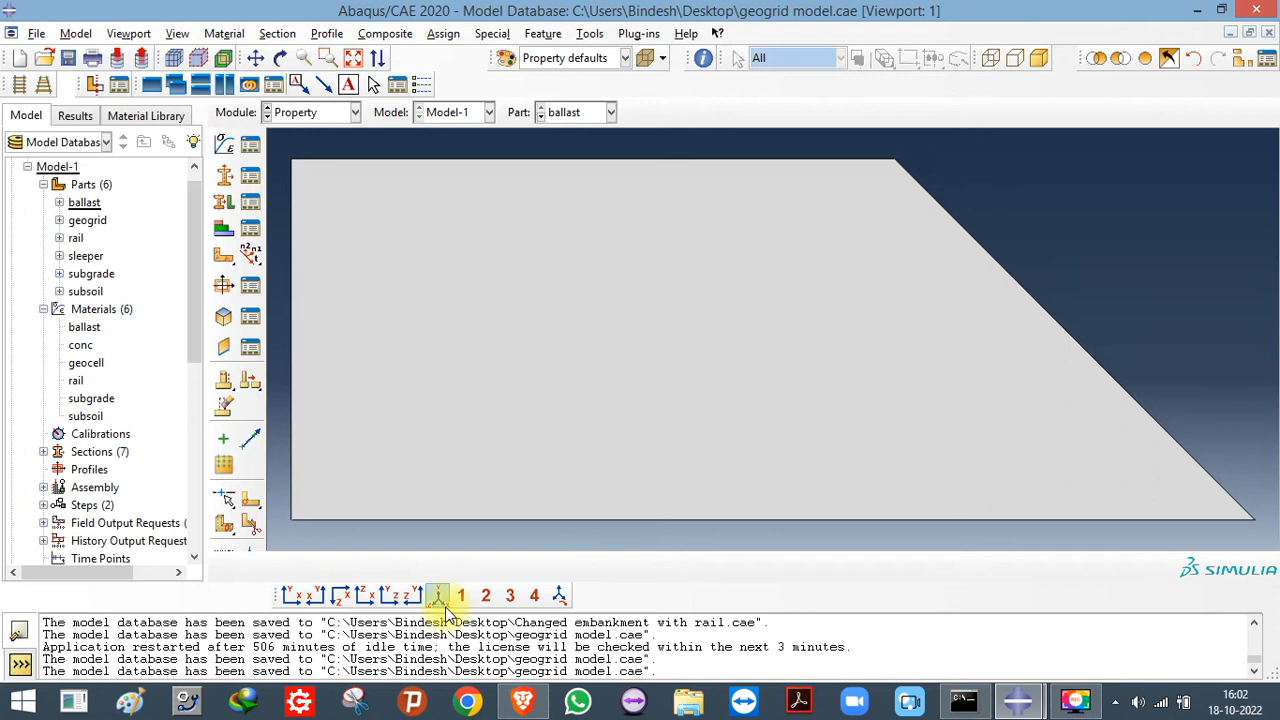 Abaqus/CAE 2020 - Model Database: C:\Users\Bindesh\Desktop\geogrid model.cae [Viewport: 1]
File Model Viewport View Material Section Profile Composite Assign Special Feature Tools Plug-ins Help
Property defaults All
Model Results Material Library Module: Property Model: Model-1 Part: ballast
Model Databas
Model-1
Parts (6)
ballast
geogrid
rail
sleeper
subgrade
subsoil
Materials (6)
ballast
conc
geocell
rail
subgrade
subsoil
Calibrations
Sections (7)
Profiles
Assembly
Steps (2)
Field Output Requests (
History Output Request
Time Points
SIMULIA
1 2 3 4
The model database has been saved to "C:\Users\Bindesh\Desktop\Changed embankment with rail.cae".
The model database has been saved to "C:\Users\Bindesh\Desktop\geogrid model.cae".
Application restarted after 506 minutes of idle time; the license will be checked within the next 3 minutes.
The model database has been saved to "C:\Users\Bindesh\Desktop\geogrid model.cae".
The model database has been saved to "C:\Users\Bindesh\Desktop\geogrid model.cae".
16:02
18-10-2022